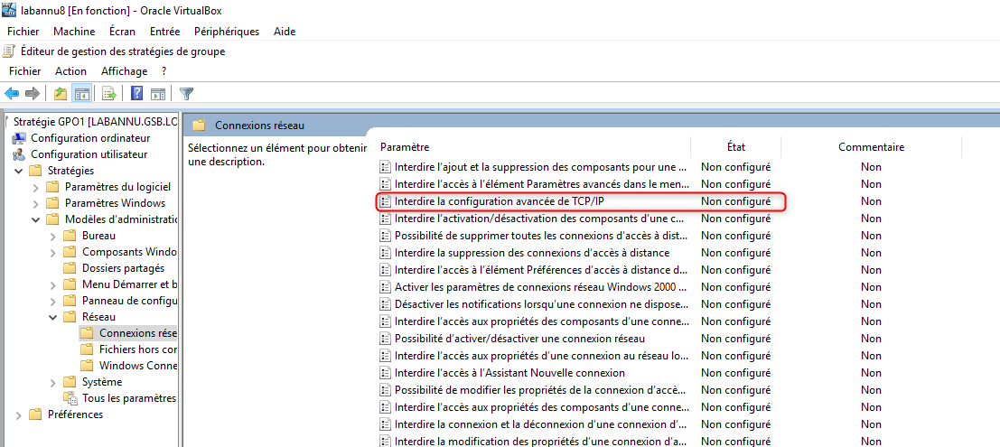 labannu8 [En fonction] - Oracle VirtualBox
Fichier Machine Écran Entrée Périphériques Aide
Éditeur de gestion des stratégies de groupe
Fichier Action Affichage ?
Stratégie GPO1 [LABANNU.GSB.LC
Configuration ordinateur
Configuration utilisateur
Stratégies
Paramètres du logiciel
Paramètres Windows
Modèles d'administratic
Bureau
Composants Windo
Dossiers partagés
Menu Démarrer et b
Panneau de configu
Réseau
Connexions rése
Fichiers hors con
Windows Conne
Système
Tous les paramètres
Préférences
Connexions réseau
Sélectionnez un élément pour obtenir
une description.
Paramètre État Commentaire
Interdire l'ajout et la suppression des composants pour une ... Non configuré Non
Interdire l'accès à l'élément Paramètres avancés dans le men... Non configuré Non
Interdire la configuration avancée de TCP/IP Non configuré Non
Interdire l'activation/désactivation des composants d'une c... Non configuré Non
Possibilité de supprimer toutes les connexions d'accès à dist... Non configuré Non
Interdire la suppression des connexions d'accès à distance Non configuré Non
Interdire l'accès à l'élément Préférences d'accès à distance d... Non configuré Non
Activer les paramètres de connexions réseau Windows 2000 ... Non configuré Non
Désactiver les notifications lorsqu'une connexion ne dispose... Non configuré Non
Interdire l'accès aux propriétés des composants d'une conne... Non configuré Non
Possibilité d'activer/désactiver une connexion réseau Non configuré Non
Interdire l'accès aux propriétés d'une connexion au réseau lo... Non configuré Non
Interdire l'accès à l'Assistant Nouvelle connexion Non configuré Non
Possibilité de modifier les propriétés de la connexion d'accè... Non configuré Non
Interdire l'accès aux propriétés des composants d'une conne... Non configuré Non
Interdire la connexion et la déconnexion d'une connexion d'... Non configuré Non
Interdire la modification des propriétés d'une connexion d'a... Non configuré Non